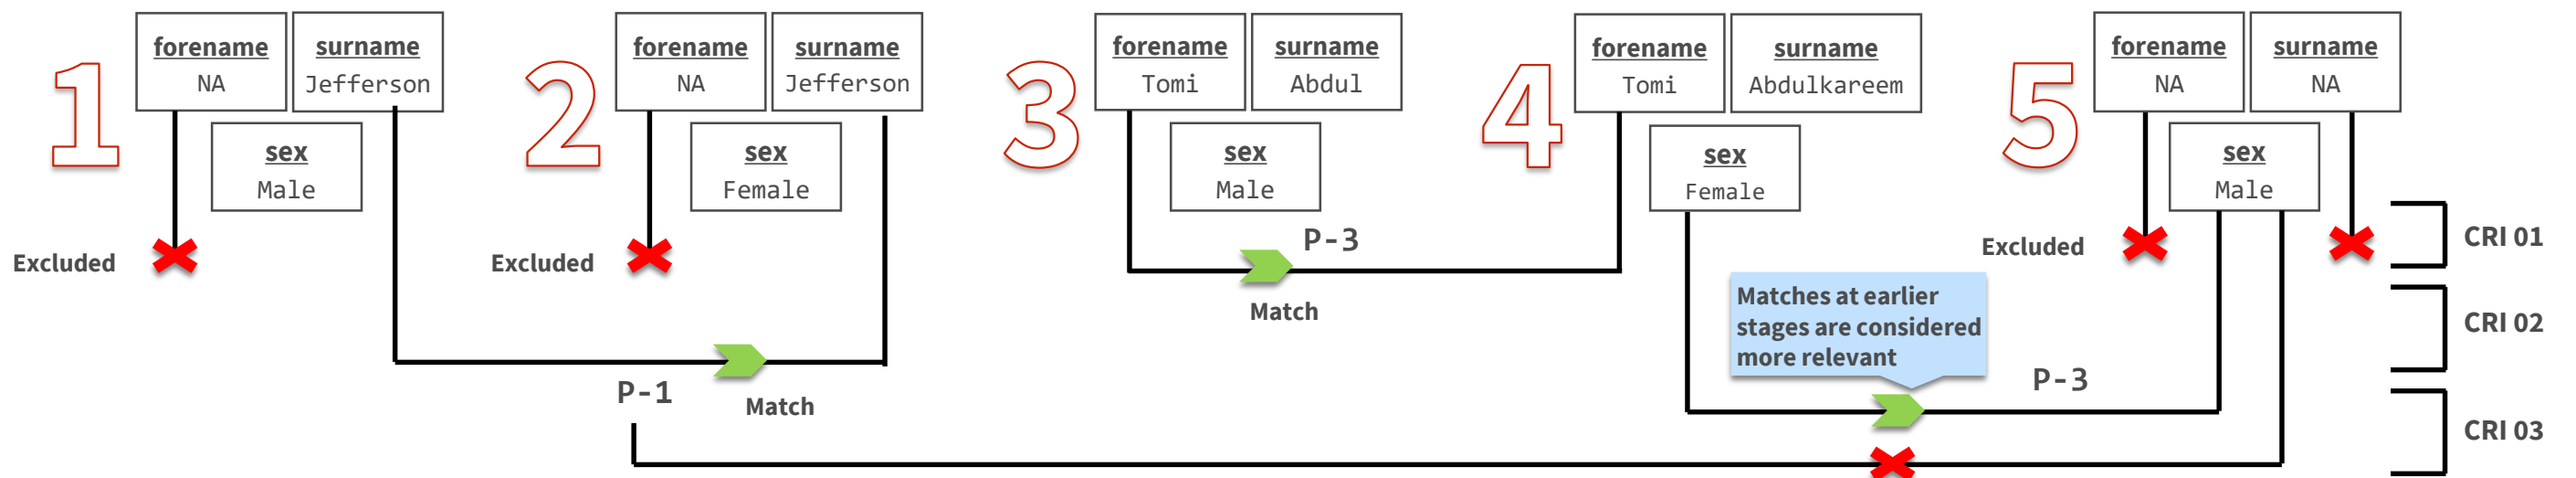 1
forename
NA
surname
Jefferson
sex
Male
Excluded
2
forename
NA
surname
Jefferson
sex
Female
Excluded
P-1
Match
3
forename
Tomi
surname
Abdul
sex
Male
P-3
Match
4
forename
Tomi
surname
Abdulkareem
sex
Female
Matches at earlier
stages are considered
more relevant
P-3
5
forename
NA
surname
NA
sex
Male
Excluded
CRI 01
CRI 02
CRI 03